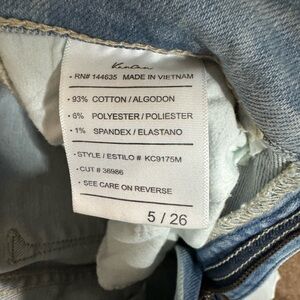 KanCan
• RN# 144635 MADE IN VIETNAM
• 93% COTTON / ALGODON
• 6% POLYESTER / POLIESTER
• 1% SPANDEX / ELASTANO
• STYLE / ESTILO # KC9175M
• CUT # 36986
• SEE CARE ON REVERSE
5 / 26